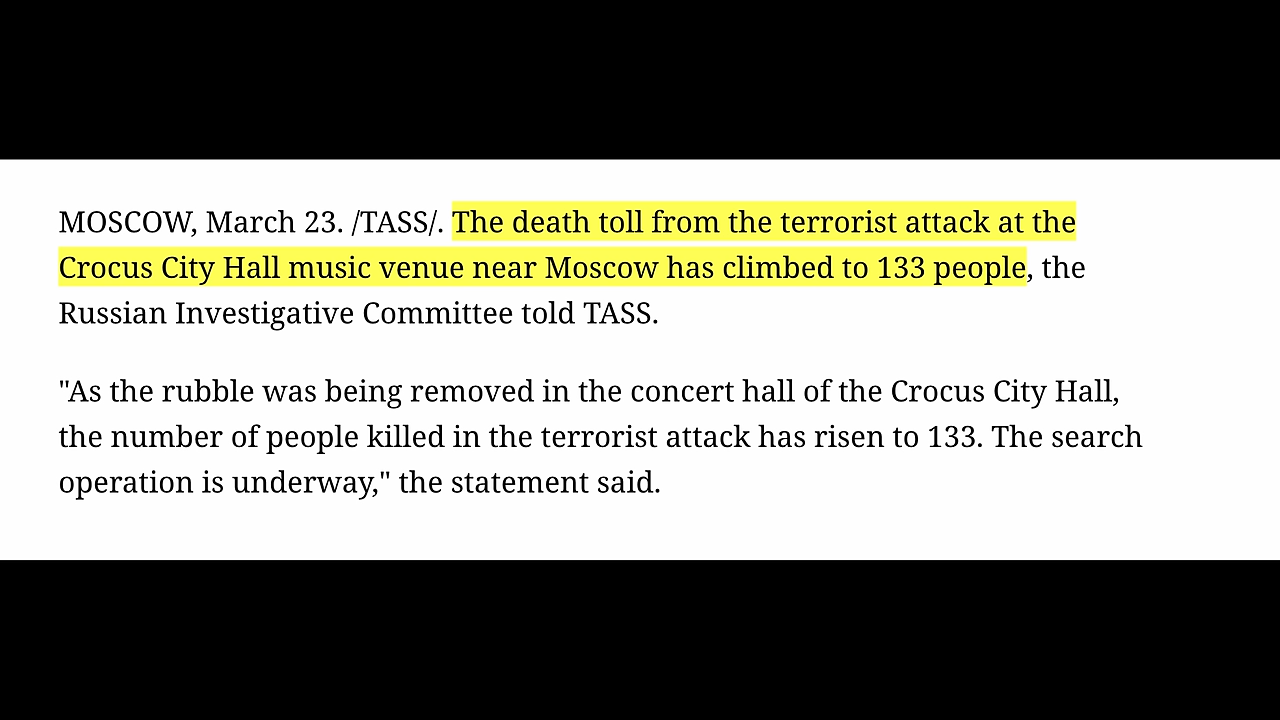 MOSCOW, March 23. /TASS/. The death toll from the terrorist attack at the
Crocus City Hall music venue near Moscow has climbed to 133 people, the
Russian Investigative Committee told TASS.
"As the rubble was being removed in the concert hall of the Crocus City Hall,
the number of people killed in the terrorist attack has risen to 133. The search
operation is underway," the statement said.